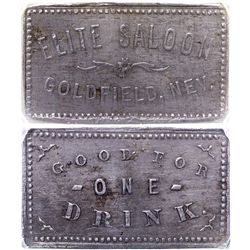 ELITE SALOON
GOLDFIELD, NEV.
GOOD FOR
- ONE -
DRINK.